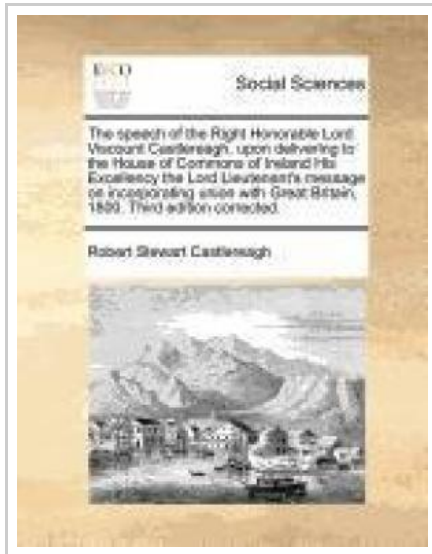 ECCO
Social Sciences
The speech of the Right Honorable Lord
Viscount Castlereagh, upon delivering to
the House of Commons of Ireland His
Excellency the Lord Lieutenant's message
on incorporating union with Great Britain,
1800. Third edition corrected.
Robert Stewart Castlereagh